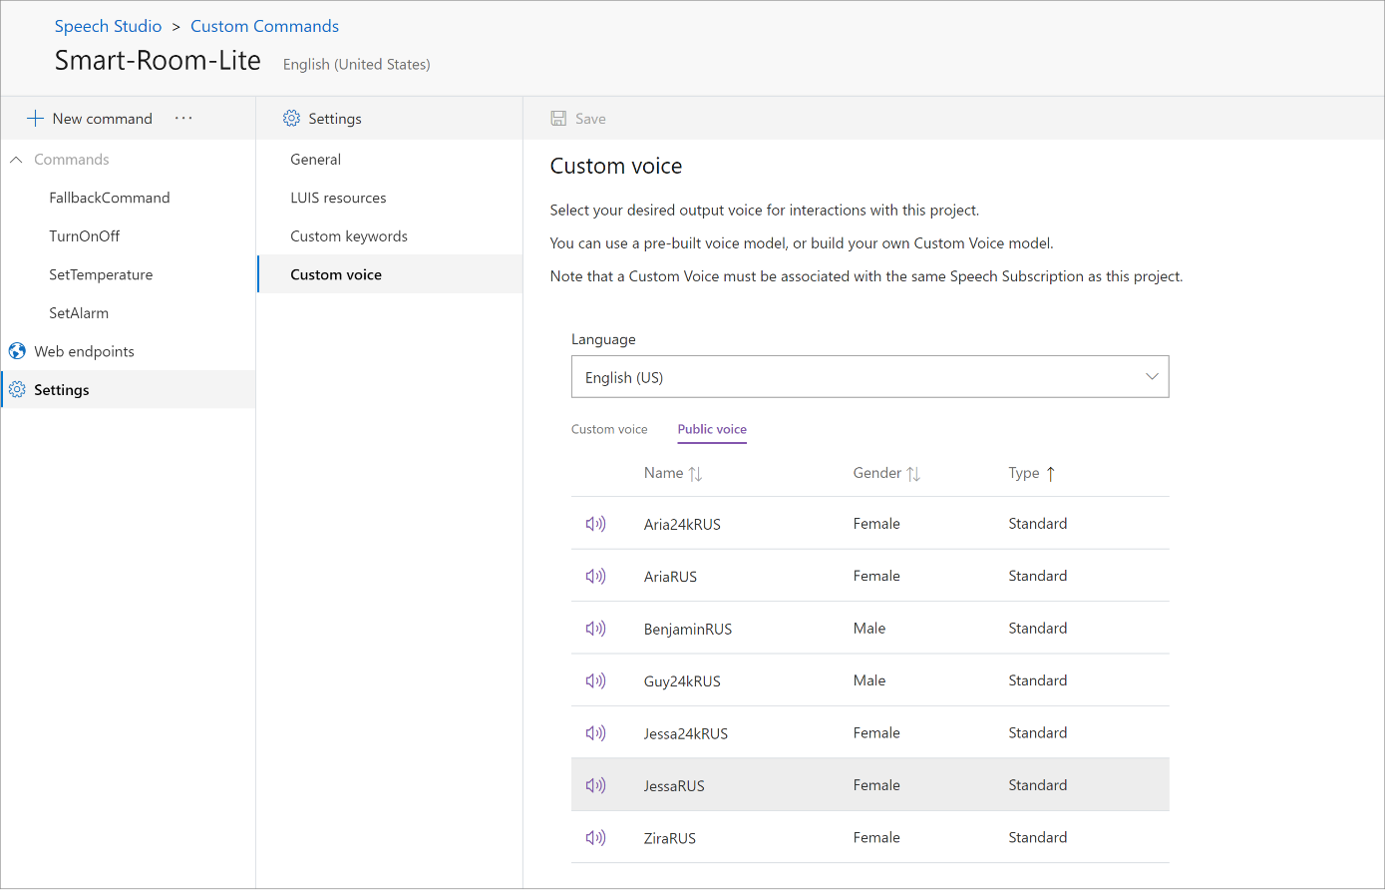 Speech Studio > Custom Commands
Smart-Room-Lite English (United States)
New command ···
Commands
FallbackCommand
TurnOnOff
SetTemperature
SetAlarm
Web endpoints
Settings
Settings
General
LUIS resources
Custom keywords
Custom voice
Save
Custom voice
Select your desired output voice for interactions with this project.
You can use a pre-built voice model, or build your own Custom Voice model.
Note that a Custom Voice must be associated with the same Speech Subscription as this project.
Language
English (US)
Custom voice Public voice
Name Gender Type
Aria24kRUS Female Standard
AriaRUS Female Standard
BenjaminRUS Male Standard
Guy24kRUS Male Standard
Jessa24kRUS Female Standard
JessaRUS Female Standard
ZiraRUS Female Standard